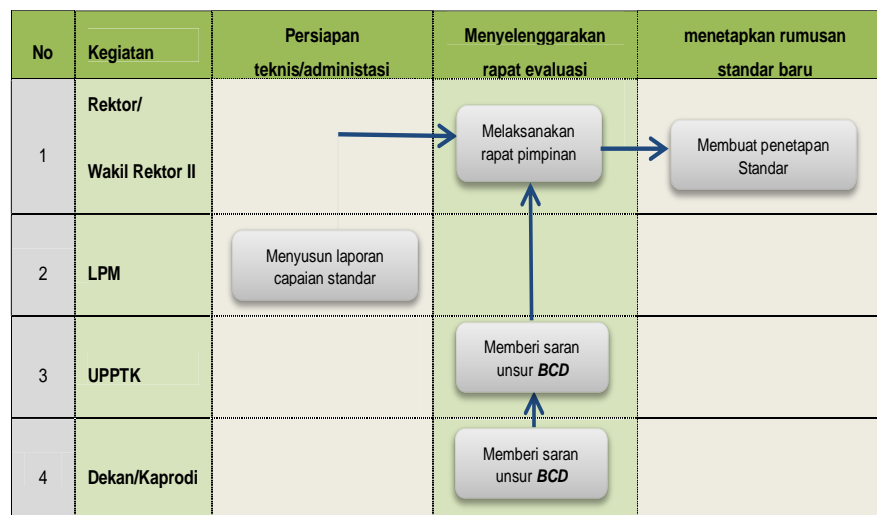 No
Kegiatan
Persiapan
teknis/administasi
Menyelenggarakan
rapat evaluasi
menetapkan rumusan
standar baru
1
Rektor/
Wakil Rektor II
Melaksanakan
rapat pimpinan
Membuat penetapan
Standar
2
LPM
Menyusun laporan
capaian standar
3
UPPTK
Memberi saran
unsur BCD
4
Dekan/Kaprodi
Memberi saran
unsur BCD